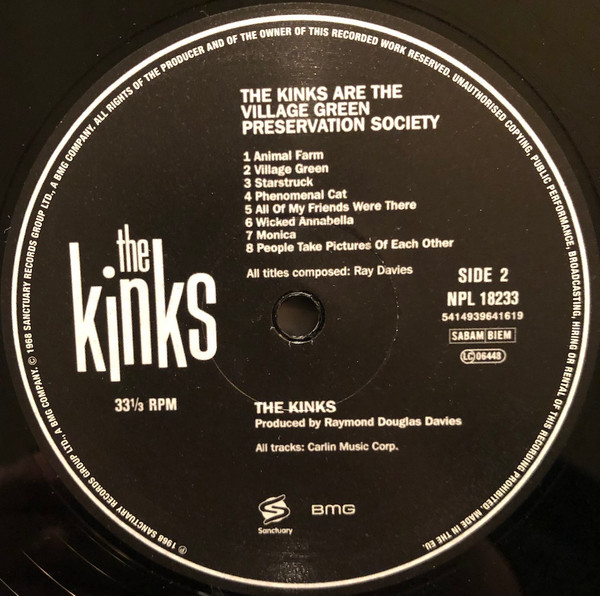 ℗ 1968 SANCTUARY RECORDS GROUP LTD., A BMG COMPANY. © 1968 SANCTUARY RECORDS GROUP LTD., A BMG COMPANY. ALL RIGHTS OF THE PRODUCER AND OF THE OWNER OF THIS RECORDED WORK RESERVED. UNAUTHORISED COPYING, PUBLIC PERFORMANCE, BROADCASTING, HIRING OR RENTAL OF THIS RECORDING PROHIBITED. MADE IN THE EU.
THE KINKS ARE THE
VILLAGE GREEN
PRESERVATION SOCIETY
1 Animal Farm
2 Village Green
3 Starstruck
4 Phenomenal Cat
5 All Of My Friends Were There
6 Wicked Annabella
7 Monica
8 People Take Pictures Of Each Other
All titles composed: Ray Davies
the
kinks
33⅓ RPM
SIDE 2
NPL 18233
5414939641619
SABAM BIEM
LC 06448
THE KINKS
Produced by Raymond Douglas Davies
All tracks: Carlin Music Corp.
Sanctuary
BMG